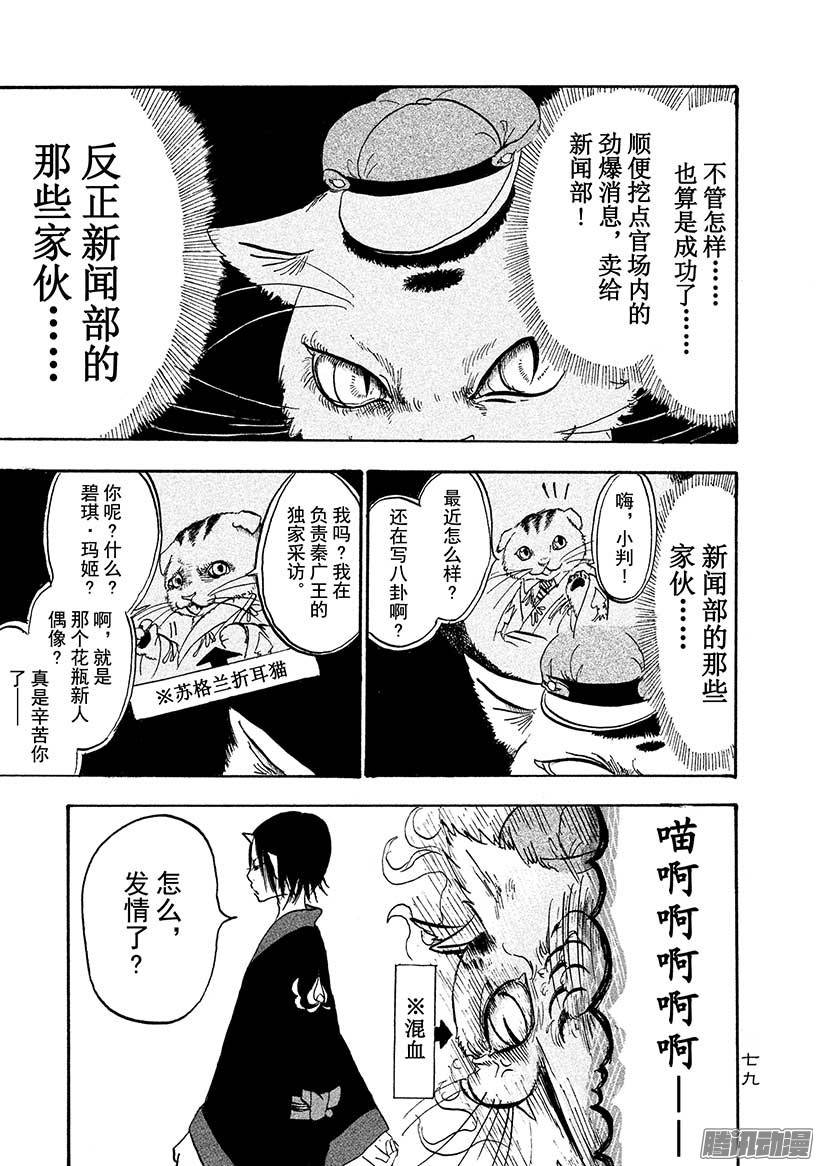 不管怎样……
也算是成功了……
顺便挖点官场内的
劲爆消息，卖给
新闻部！
反正新闻部的
那些家伙……
新闻部的那些
家伙……
嗨，小判！
最近怎么样？
还在写八卦啊？
我吗？我在
负责秦广王的
独家采访。
※苏格兰折耳猫
你呢？什么？
碧琪·玛姬？
啊，就是
那个花瓶新人
偶像？
真是辛苦你
了——
喵啊啊啊啊啊——
※混血
怎么，
发情了？
七九
腾讯动漫